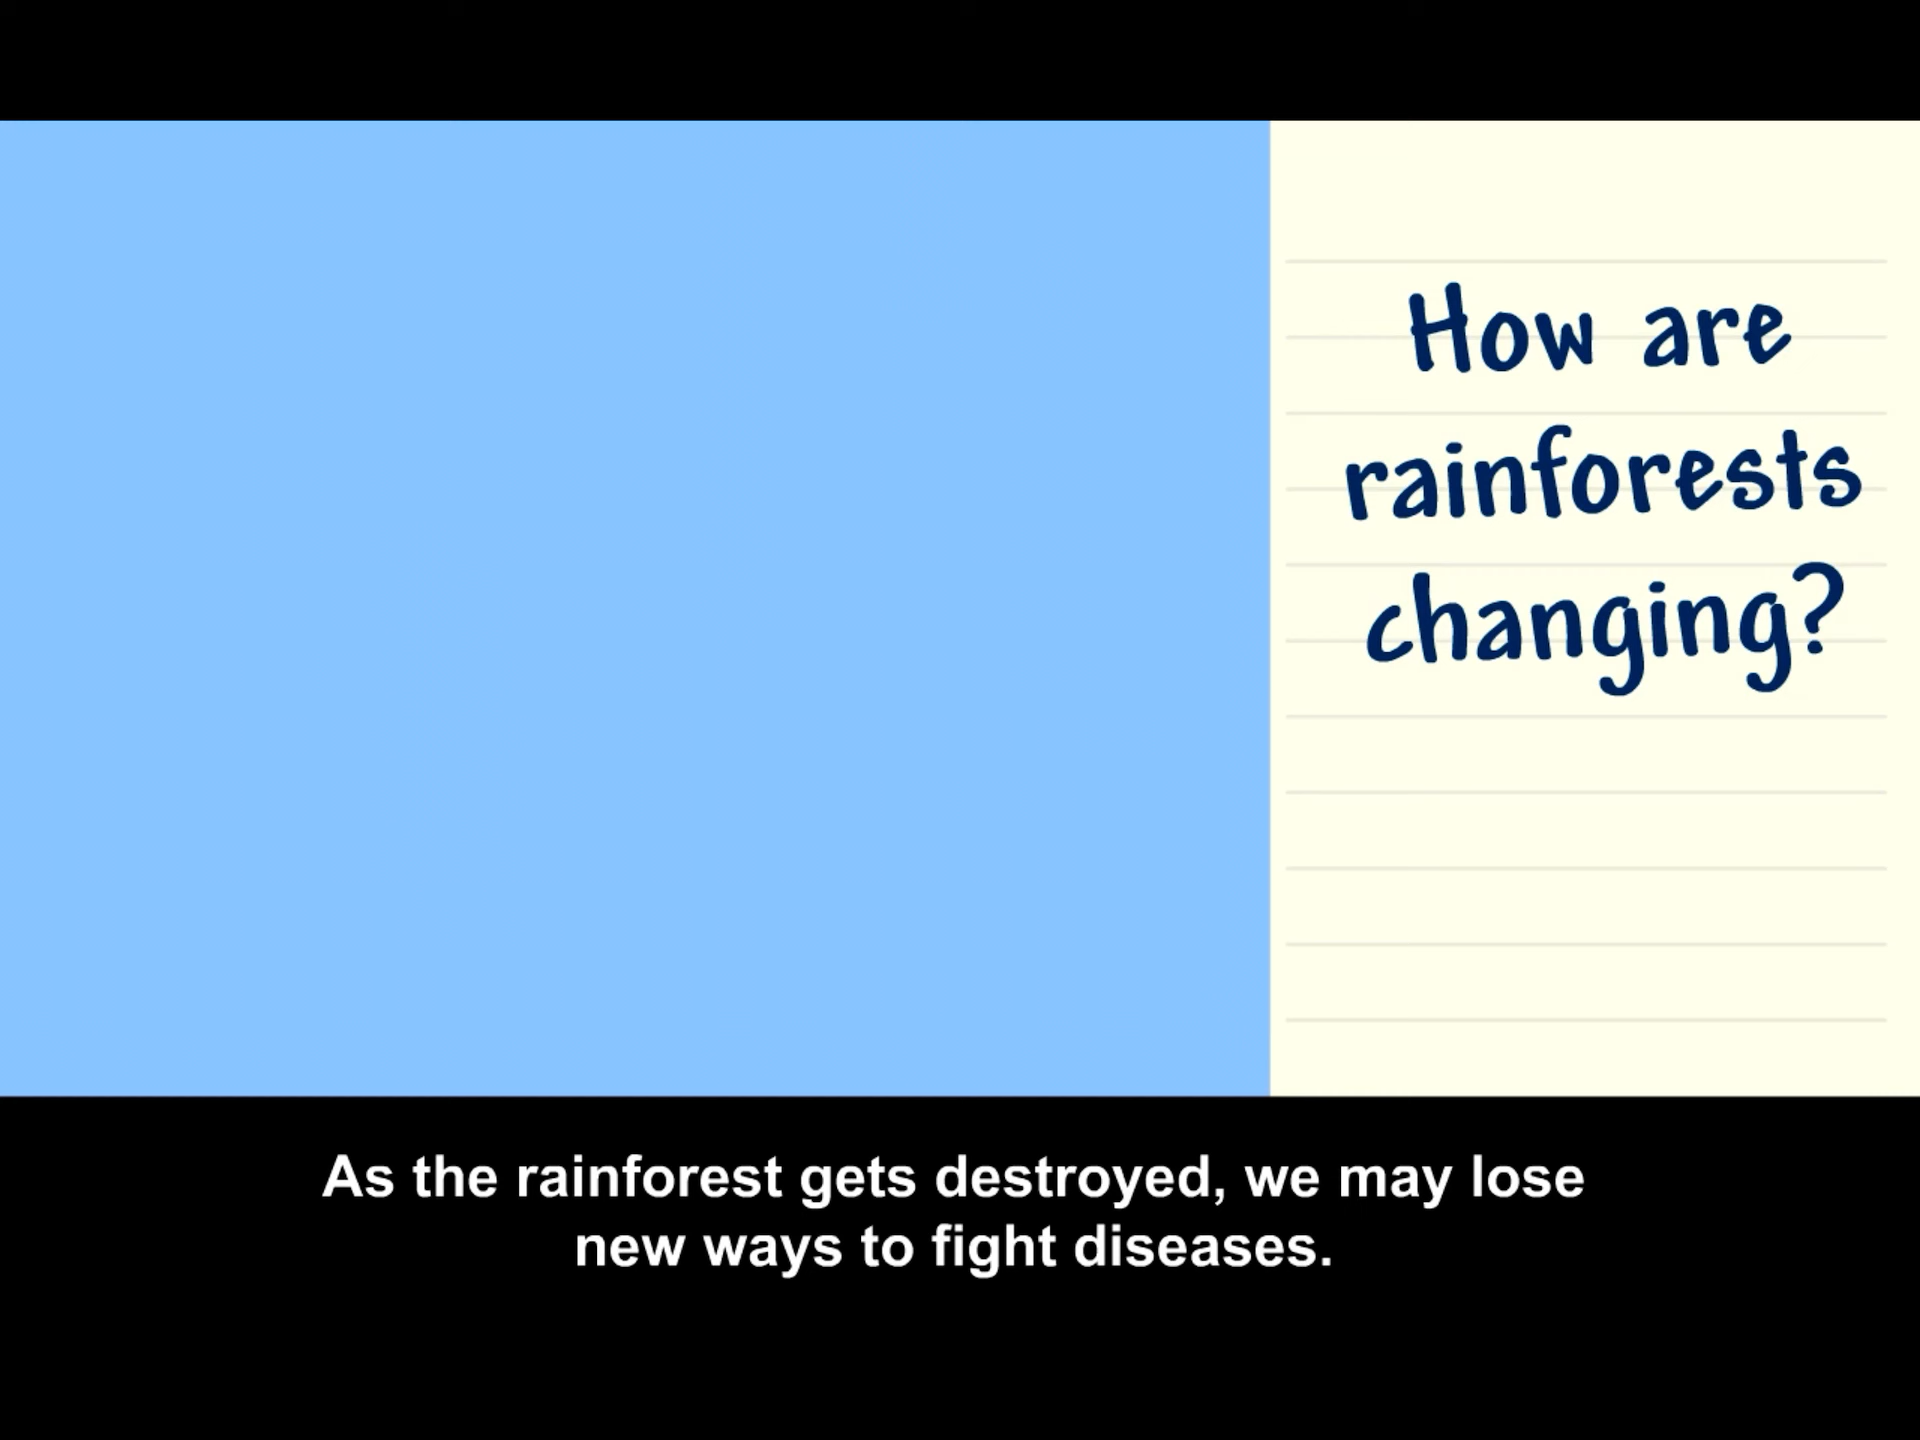 How are
rainforests
changing?
As the rainforest gets destroyed, we may lose
new ways to fight diseases.